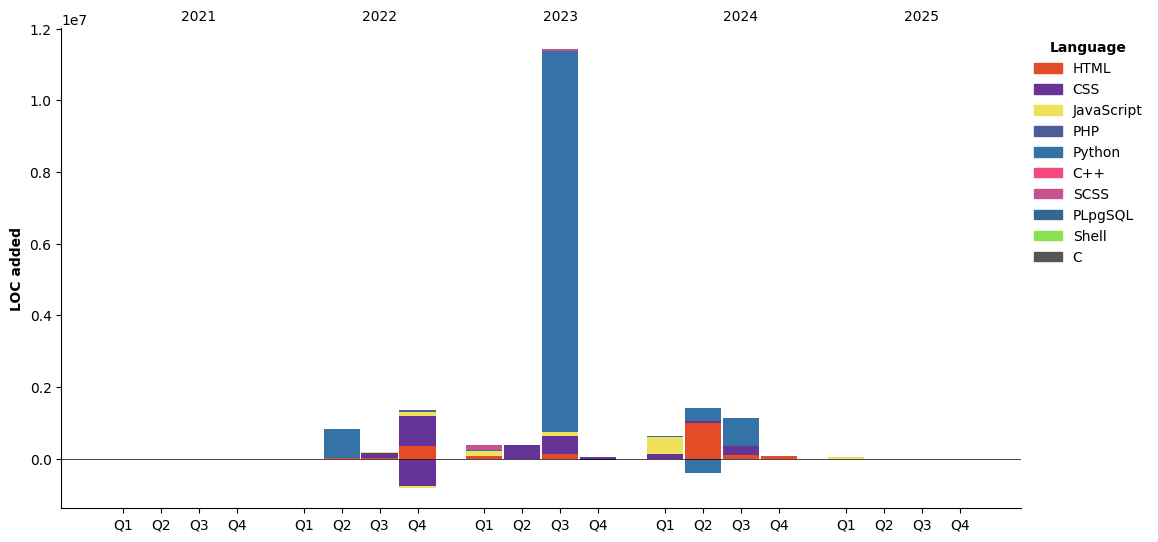 2021 2022 2023 2024 2025
1e7
1.2
1.0
0.8
0.6
0.4
0.2
0.0
LOC added
Q1 Q2 Q3 Q4 Q1 Q2 Q3 Q4 Q1 Q2 Q3 Q4 Q1 Q2 Q3 Q4 Q1 Q2 Q3 Q4
Language
HTML
CSS
JavaScript
PHP
Python
C++
SCSS
PLpgSQL
Shell
C